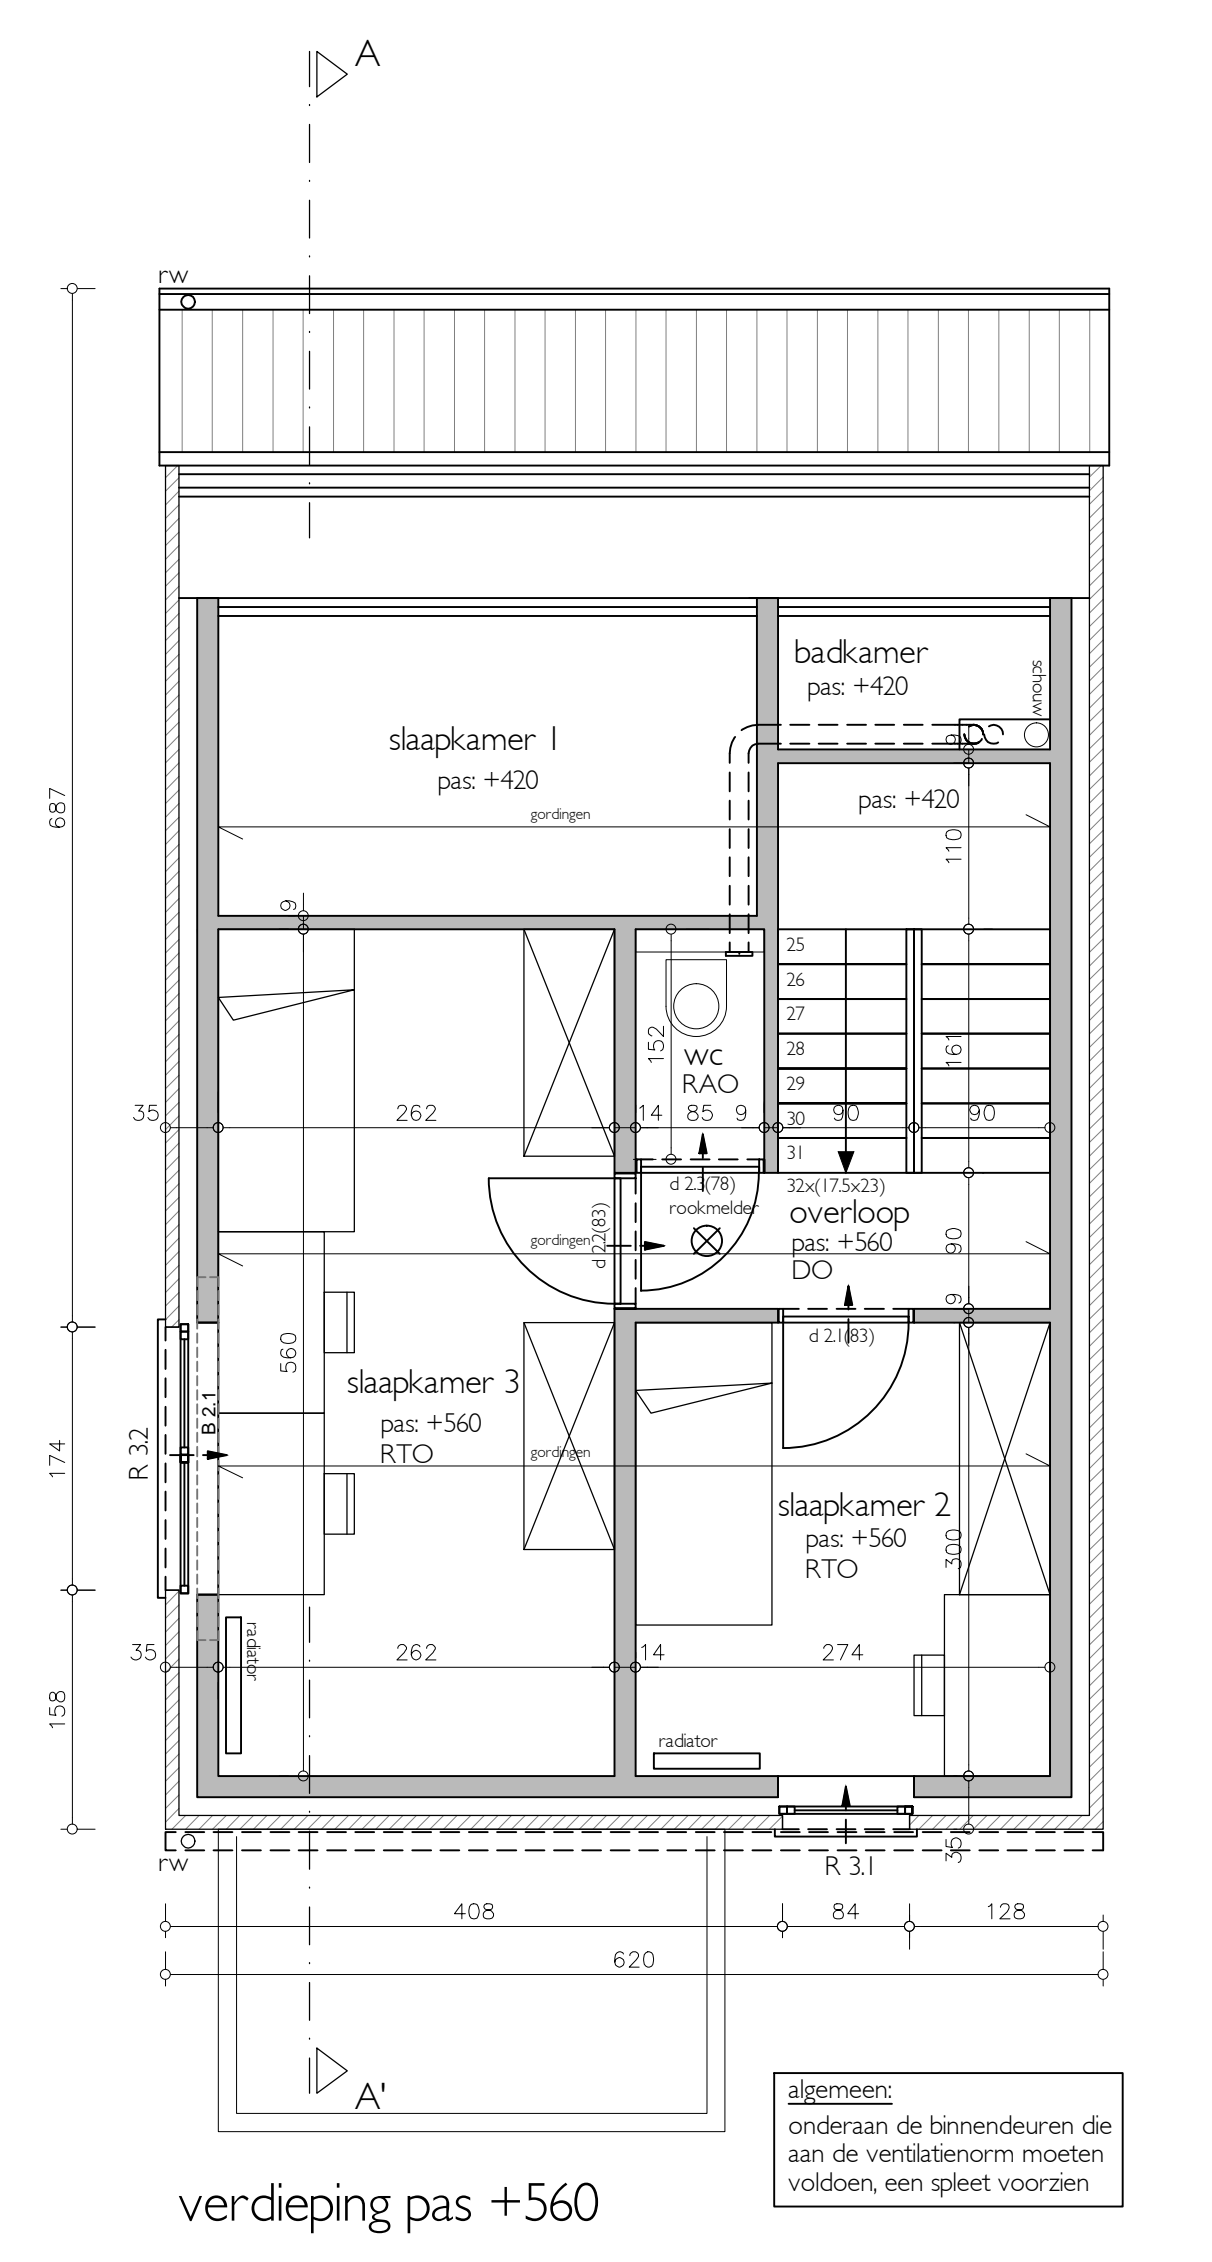 A
rw
687
badkamer
pas: +420
schouw
slaapkamer 1
pas: +420
9
pas: +420
gordingen
110
9
25
26
27
28
29
30
31
152
wc
RAO
161
35
262
14
85
9
90
90
d 2.3(78)
rookmelder
32x(17.5x23)
overloop
pas: +560
DO
90
gordingen
d 2.2(83)
9
d 2.1(83)
560
slaapkamer 3
pas: +560
RTO
B 2.1
R 3.2
174
gordingen
slaapkamer 2
pas: +560
RTO
300
radiator
35
262
14
274
158
radiator
35
rw
R 3.1
408
84
128
620
A'
algemeen:
onderaan de binnendeuren die
aan de ventilatienorm moeten
voldoen, een spleet voorzien
verdieping pas +560